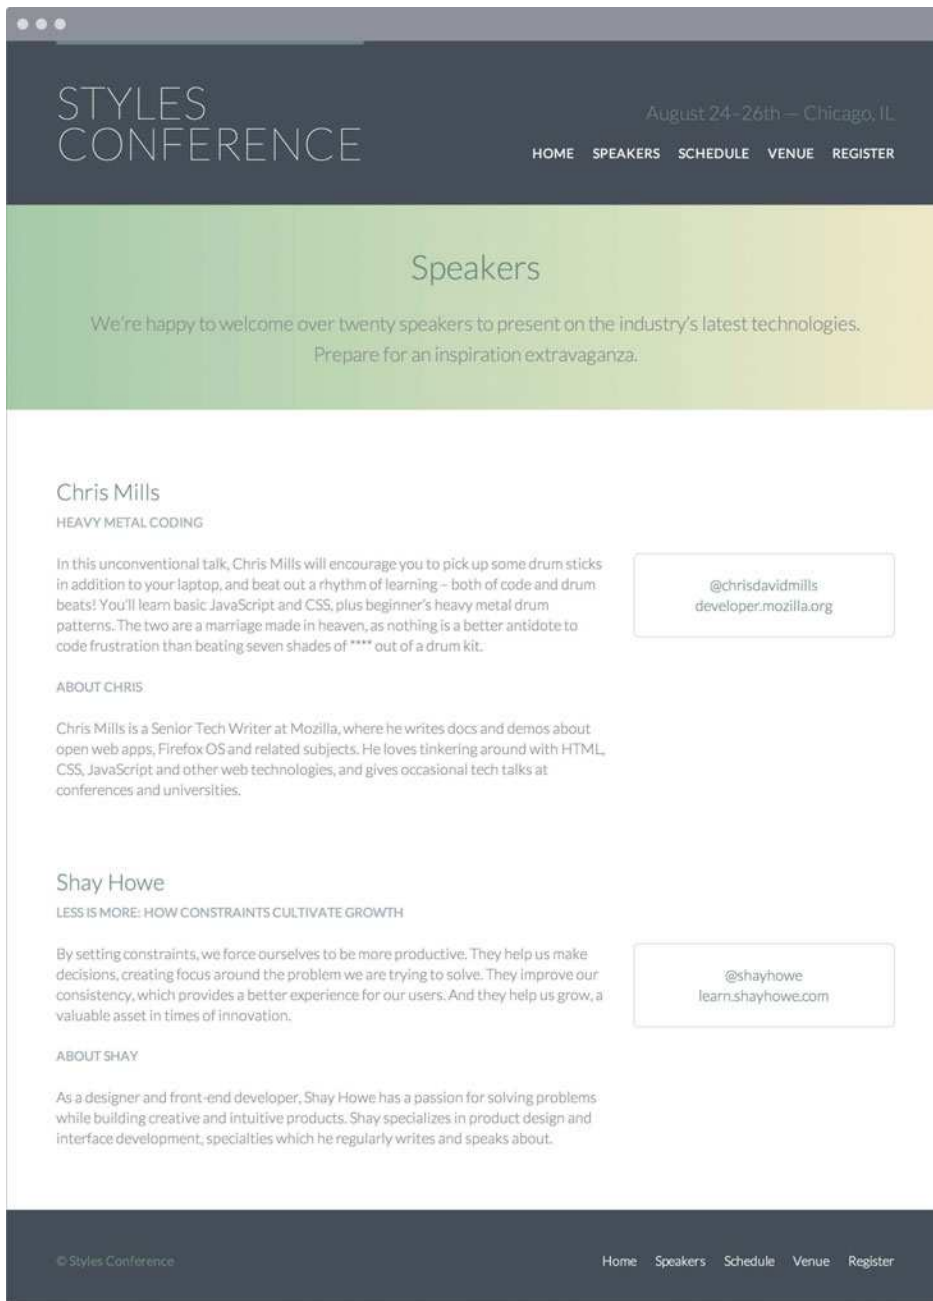 STYLES
CONFERENCE
August 24–26th — Chicago, IL
HOME SPEAKERS SCHEDULE VENUE REGISTER
Speakers
We're happy to welcome over twenty speakers to present on the industry's latest technologies.
Prepare for an inspiration extravaganza.
Chris Mills
HEAVY METAL CODING
In this unconventional talk, Chris Mills will encourage you to pick up some drum sticks
in addition to your laptop, and beat out a rhythm of learning – both of code and drum
beats! You'll learn basic JavaScript and CSS, plus beginner's heavy metal drum
patterns. The two are a marriage made in heaven, as nothing is a better antidote to
code frustration than beating seven shades of **** out of a drum kit.
@chrisdavidmills
developer.mozilla.org
ABOUT CHRIS
Chris Mills is a Senior Tech Writer at Mozilla, where he writes docs and demos about
open web apps, Firefox OS and related subjects. He loves tinkering around with HTML,
CSS, JavaScript and other web technologies, and gives occasional tech talks at
conferences and universities.
Shay Howe
LESS IS MORE: HOW CONSTRAINTS CULTIVATE GROWTH
By setting constraints, we force ourselves to be more productive. They help us make
decisions, creating focus around the problem we are trying to solve. They improve our
consistency, which provides a better experience for our users. And they help us grow, a
valuable asset in times of innovation.
@shayhowe
learn.shayhowe.com
ABOUT SHAY
As a designer and front-end developer, Shay Howe has a passion for solving problems
while building creative and intuitive products. Shay specializes in product design and
interface development, specialties which he regularly writes and speaks about.
© Styles Conference
Home Speakers Schedule Venue Register